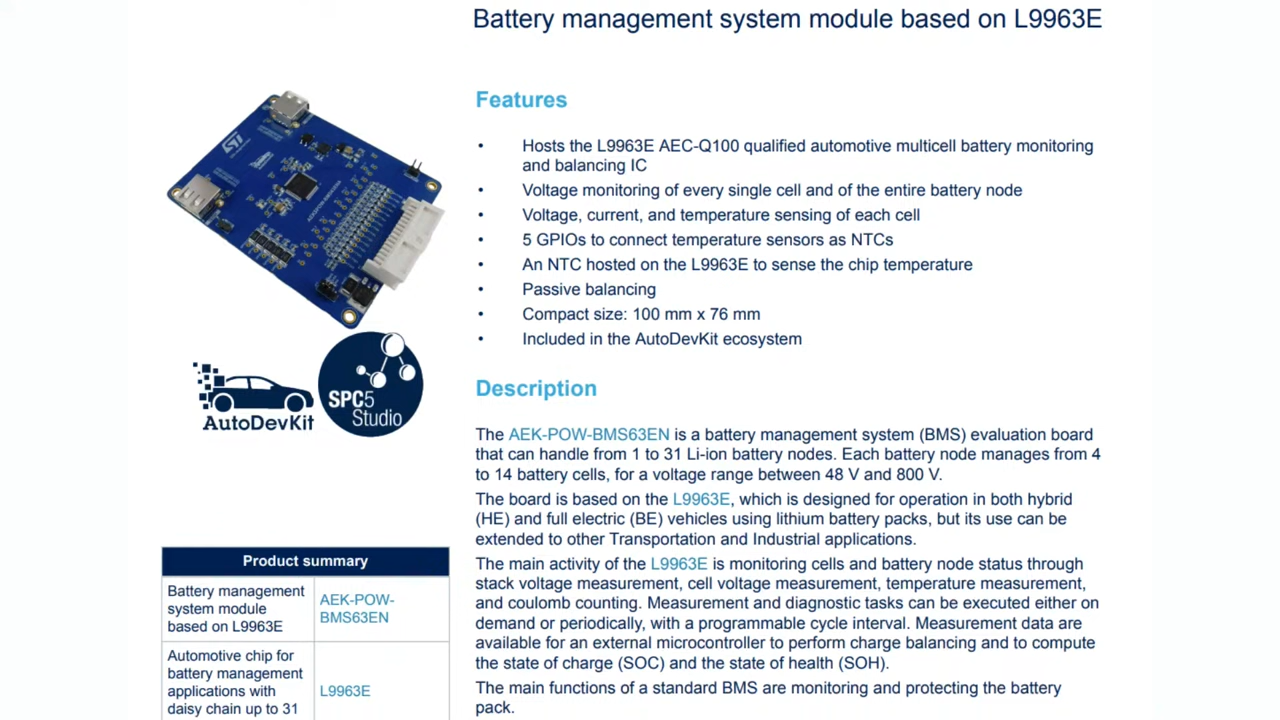 Battery management system module based on L9963E
Features
• Hosts the L9963E AEC-Q100 qualified automotive multicell battery monitoring
and balancing IC
• Voltage monitoring of every single cell and of the entire battery node
• Voltage, current, and temperature sensing of each cell
• 5 GPIOs to connect temperature sensors as NTCs
• An NTC hosted on the L9963E to sense the chip temperature
• Passive balancing
• Compact size: 100 mm x 76 mm
• Included in the AutoDevKit ecosystem
ST
AutoDevKit
SPC5
Studio
Description
The AEK-POW-BMS63EN is a battery management system (BMS) evaluation board
that can handle from 1 to 31 Li-ion battery nodes. Each battery node manages from 4
to 14 battery cells, for a voltage range between 48 V and 800 V.
The board is based on the L9963E, which is designed for operation in both hybrid
(HE) and full electric (BE) vehicles using lithium battery packs, but its use can be
extended to other Transportation and Industrial applications.
The main activity of the L9963E is monitoring cells and battery node status through
stack voltage measurement, cell voltage measurement, temperature measurement,
and coulomb counting. Measurement and diagnostic tasks can be executed either on
demand or periodically, with a programmable cycle interval. Measurement data are
available for an external microcontroller to perform charge balancing and to compute
the state of charge (SOC) and the state of health (SOH).
The main functions of a standard BMS are monitoring and protecting the battery
pack.
Product summary
Battery management
system module
based on L9963E
AEK-POW-
BMS63EN
Automotive chip for
battery management
applications with
daisy chain up to 31
L9963E